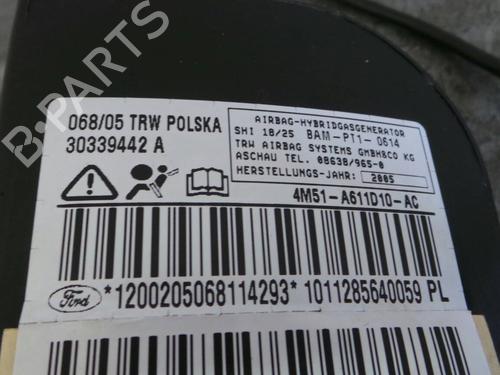 068/05 TRW POLSKA
30339442 A
AIRBAG-HYBRIDGASGENERATOR
SHI 18/25 BAM-PT1-0614
TRW AIRBAG SYSTEMS GMBH&CO KG
ASCHAU TEL. 08638/965-0
HERSTELLUNGS-JAHR: 2005
4M51-A611D10-AC
Ford *1200205068114293* 1011285640059 PL
B-PARTS